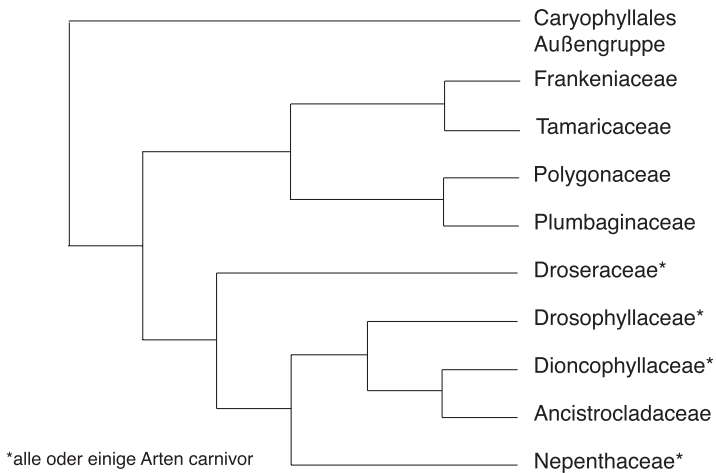 Caryophyllales
Außengruppe
Frankeniaceae
Tamaricaceae
Polygonaceae
Plumbaginaceae
Droseraceae*
Drosophyllaceae*
Dioncophyllaceae*
Ancistrocladaceae
Nepenthaceae*
*alle oder einige Arten carnivor